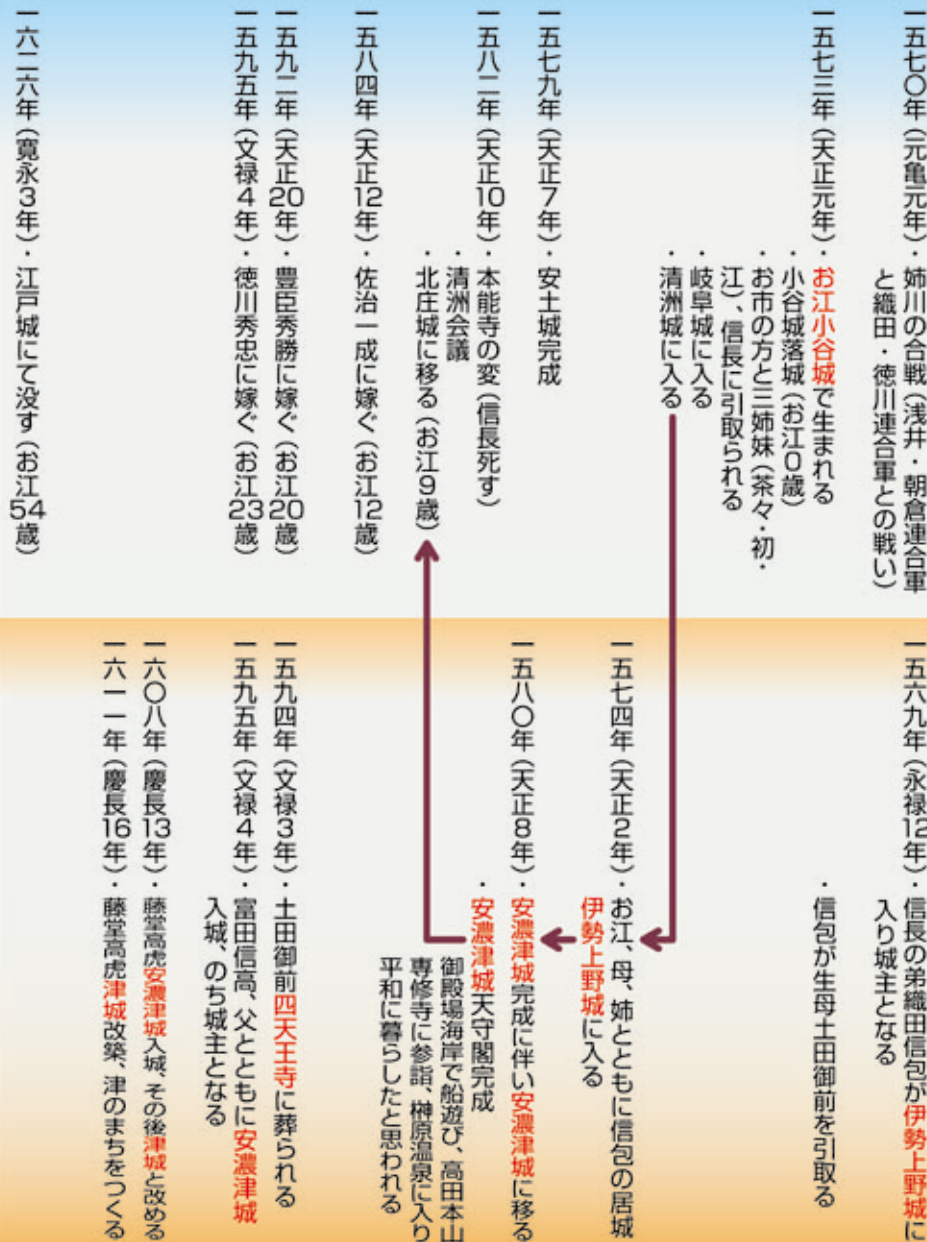 一五七〇年(元亀元年)・姉川の合戦(浅井・朝倉連合軍
と織田・徳川連合軍との戦い)
一五七三年(天正元年)・お江小谷城で生まれる
・小谷城落城(お江0歳)
・お市の方と三姉妹(茶々・初・
江)、信長に引取られる
・岐阜城に入る
・清洲城に入る
一五七九年(天正7年)・安土城完成
一五八二年(天正10年)・本能寺の変(信長死す)
・清洲会議
・北庄城に移る(お江9歳)
一五八四年(天正12年)・佐治一成に嫁ぐ(お江12歳)
一五九二年(天正20年)・豊臣秀勝に嫁ぐ(お江20歳)
一五九五年(文禄4年)・徳川秀忠に嫁ぐ(お江23歳)
一六二六年(寛永3年)・江戸城にて没す(お江54歳)
一五六九年(永禄12年)・信長の弟織田信包が伊勢上野城に
入り城主となる
・信包が生母土田御前を引取る
一五七四年(天正2年)・お江、母、姉とともに信包の居城
伊勢上野城に入る
一五八〇年(天正8年)・安濃津城完成に伴い安濃津城に移る
・安濃津城天守閣完成
御殿場海岸で船遊び、高田本山
専修寺に参詣、榊原温泉に入り
平和に暮らしたと思われる
一五九四年(文禄3年)・土田御前四天王寺に葬られる
一五九五年(文禄4年)・富田信高、父とともに安濃津城
入城、のち城主となる
一六〇八年(慶長13年)・藤堂高虎安濃津城入城、その後津城と改める
一六一一年(慶長16年)・藤堂高虎津城改築、津のまちをつくる